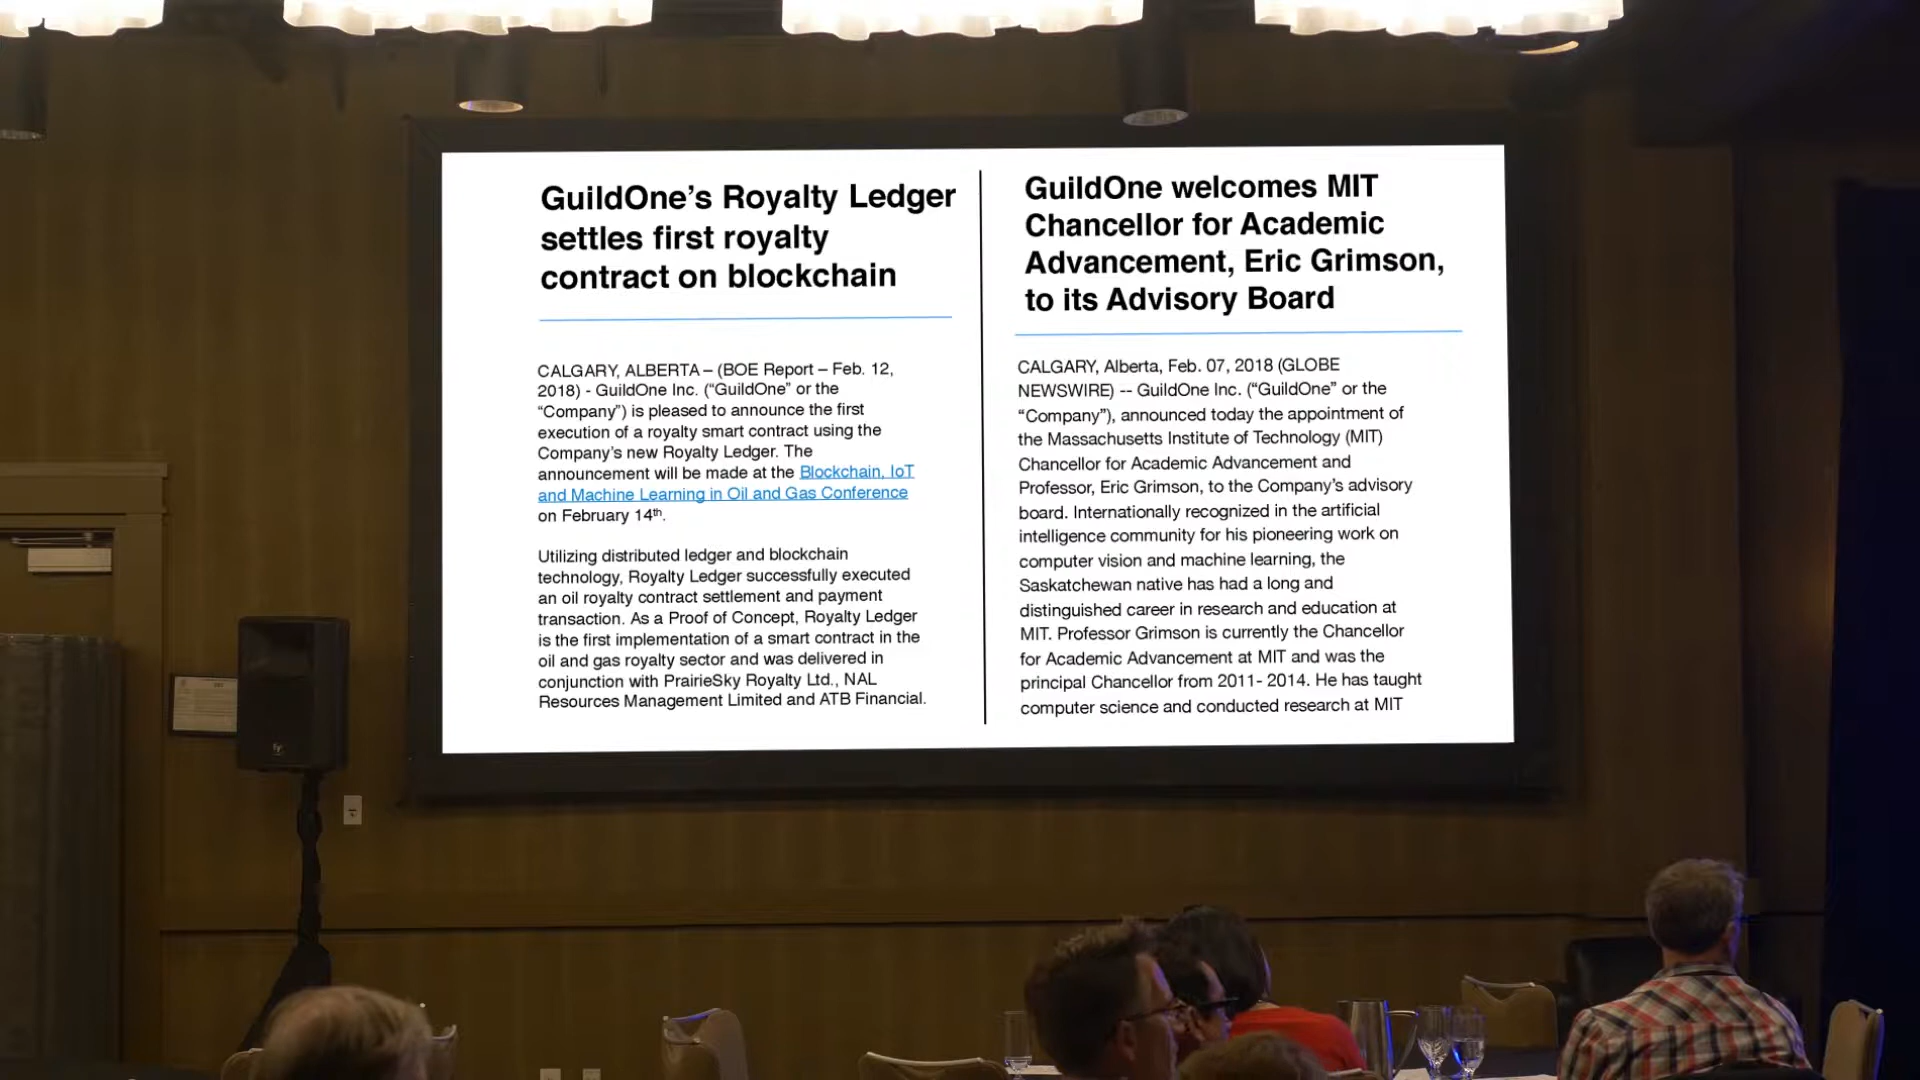 GuildOne’s Royalty Ledger
settles first royalty
contract on blockchain
CALGARY, ALBERTA – (BOE Report – Feb. 12,
2018) - GuildOne Inc. (“GuildOne” or the
“Company”) is pleased to announce the first
execution of a royalty smart contract using the
Company’s new Royalty Ledger. The
announcement will be made at the Blockchain, IoT
and Machine Learning in Oil and Gas Conference
on February 14th.
Utilizing distributed ledger and blockchain
technology, Royalty Ledger successfully executed
an oil royalty contract settlement and payment
transaction. As a Proof of Concept, Royalty Ledger
is the first implementation of a smart contract in the
oil and gas royalty sector and was delivered in
conjunction with PrairieSky Royalty Ltd., NAL
Resources Management Limited and ATB Financial.
GuildOne welcomes MIT
Chancellor for Academic
Advancement, Eric Grimson,
to its Advisory Board
CALGARY, Alberta, Feb. 07, 2018 (GLOBE
NEWSWIRE) -- GuildOne Inc. (“GuildOne” or the
“Company”), announced today the appointment of
the Massachusetts Institute of Technology (MIT)
Chancellor for Academic Advancement and
Professor, Eric Grimson, to the Company’s advisory
board. Internationally recognized in the artificial
intelligence community for his pioneering work on
computer vision and machine learning, the
Saskatchewan native has had a long and
distinguished career in research and education at
MIT. Professor Grimson is currently the Chancellor
for Academic Advancement at MIT and was the
principal Chancellor from 2011- 2014. He has taught
computer science and conducted research at MIT